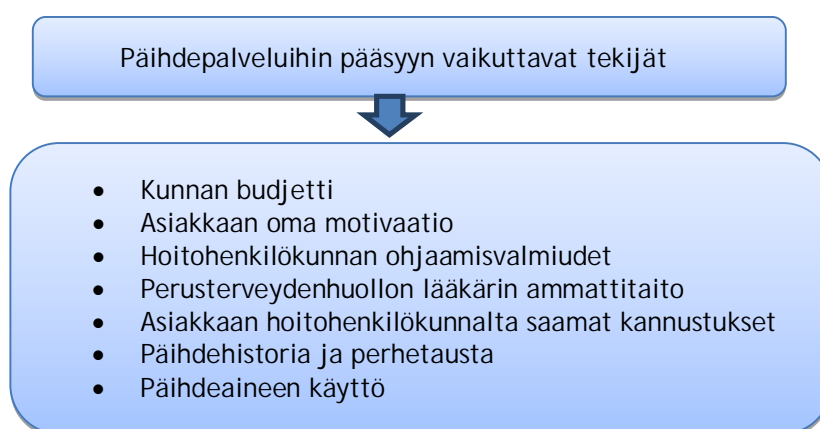 Päihdepalveluihin pääsyyn vaikuttavat tekijät
• Kunnan budjetti
• Asiakkaan oma motivaatio
• Hoitohenkilökunnan ohjaamisvalmiudet
• Perusterveydenhuollon lääkärin ammattitaito
• Asiakkaan hoitohenkilökunnalta saamat kannustukset
• Päihdehistoria ja perhetausta
• Päihdeaineen käyttö